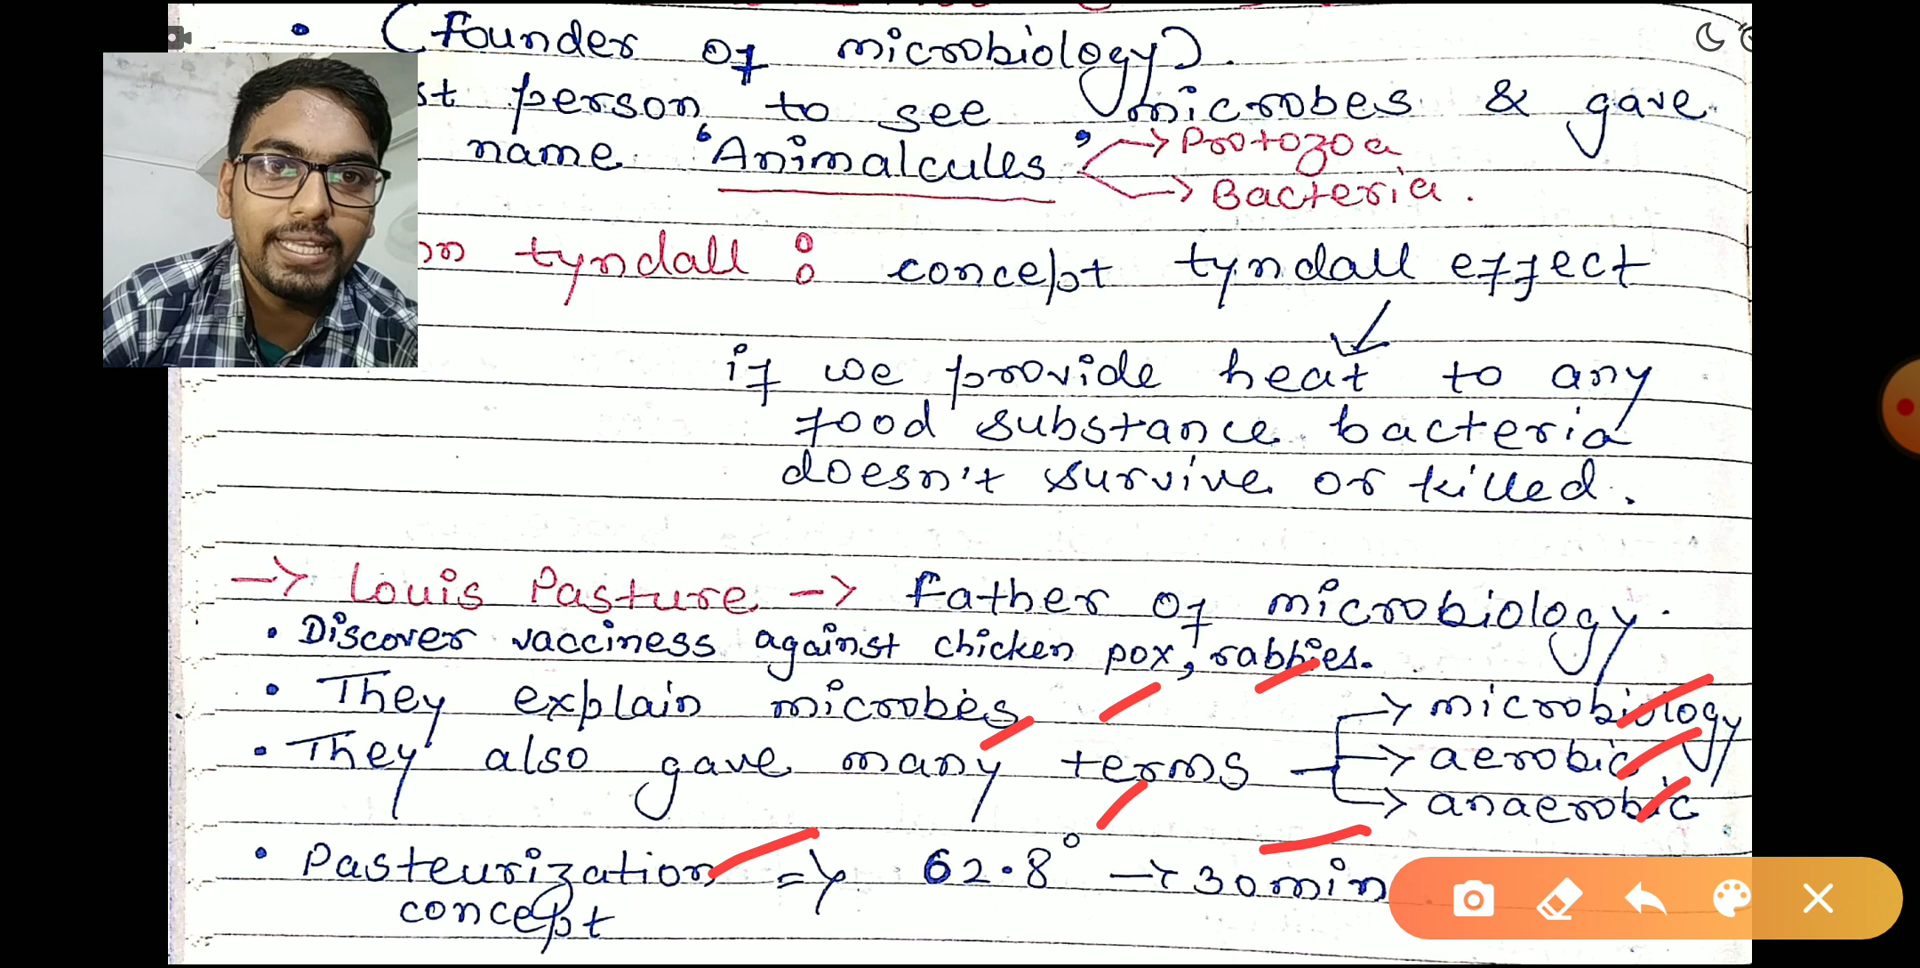 • (founder of microbiology).
st person to see microbes & gave
name 'Animalcules' → Protozoa
→ Bacteria.
on tyndall : concept tyndall effect
if we provide heat to any
food substance bacteria
doesn't survive or killed.
→ Louis Pasture → Father of microbiology.
• Discover vacciness against chicken pox, rabbies.
• They explain microbes
• They also gave many terms → microbiology
→ aerobic
→ anaerobic
• Pasteurization => 62.8° → 30 min
concept